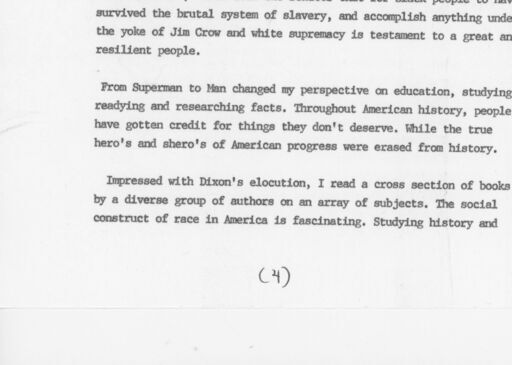 survived the brutal system of slavery, and accomplish anything unde
the yoke of Jim Crow and white supremacy is testament to a great an
resilient people.
From Superman to Man changed my perspective on education, studying
readying and researching facts. Throughout American history, people
have gotten credit for things they don't deserve. While the true
hero's and shero's of American progress were erased from history.
Impressed with Dixon's elocution, I read a cross section of books
by a diverse group of authors on an array of subjects. The social
construct of race in America is fascinating. Studying history and
(4)